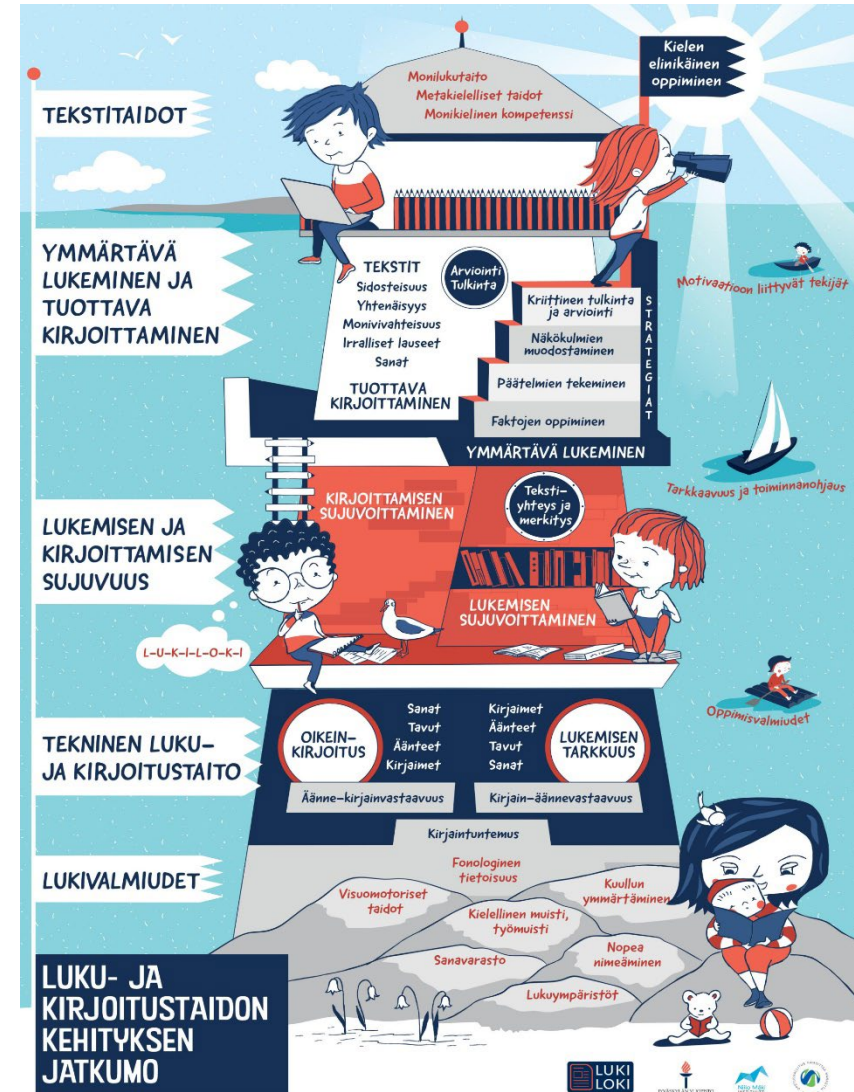 Kielen
elinikäinen
oppiminen
Monilukutaito
Metakielelliset taidot
Monikielinen kompetenssi
TEKSTITAIDOT
YMMÄRTÄVÄ
LUKEMINEN JA
TUOTTAVA
KIRJOITTAMINEN
TEKSTIT
Sidosteisuus
Yhtenäisyys
Monivivahteisuus
Irralliset lauseet
Sanat
TUOTTAVA
KIRJOITTAMINEN
Arviointi
Tulkinta
Kriittinen tulkinta
ja arviointi
Näkökulmien
muodostaminen
Päätelmien tekeminen
Faktojen oppiminen
STRATEGIAT
YMMÄRTÄVÄ LUKEMINEN
Motivaatioon liittyvät tekijät
Tarkkaavuus ja toiminnanohjaus
LUKEMISEN JA
KIRJOITTAMISEN
SUJUVUUS
KIRJOITTAMISEN
SUJUVOITTAMINEN
Teksti-
yhteys ja
merkitys
LUKEMISEN
SUJUVOITTAMINEN
L-U-K-I-L-O-K-I
Oppimisvalmiudet
TEKNINEN LUKU-
JA KIRJOITUSTAITO
OIKEIN-
KIRJOITUS
Sanat
Tavut
Äänteet
Kirjaimet
Kirjaimet
Äänteet
Tavut
Sanat
LUKEMISEN
TARKKUUS
Äänne-kirjainvastaavuus
Kirjain-äännevastaavuus
Kirjaintuntemus
LUKIVALMIUDET
Fonologinen
tietoisuus
Visuomotoriset
taidot
Kuullun
ymmärtäminen
Kielellinen muisti,
työmuisti
Sanavarasto
Nopea
nimeäminen
Lukuympäristöt
LUKU- JA
KIRJOITUSTAIDON
KEHITYKSEN
JATKUMO
LUKI
LOKI